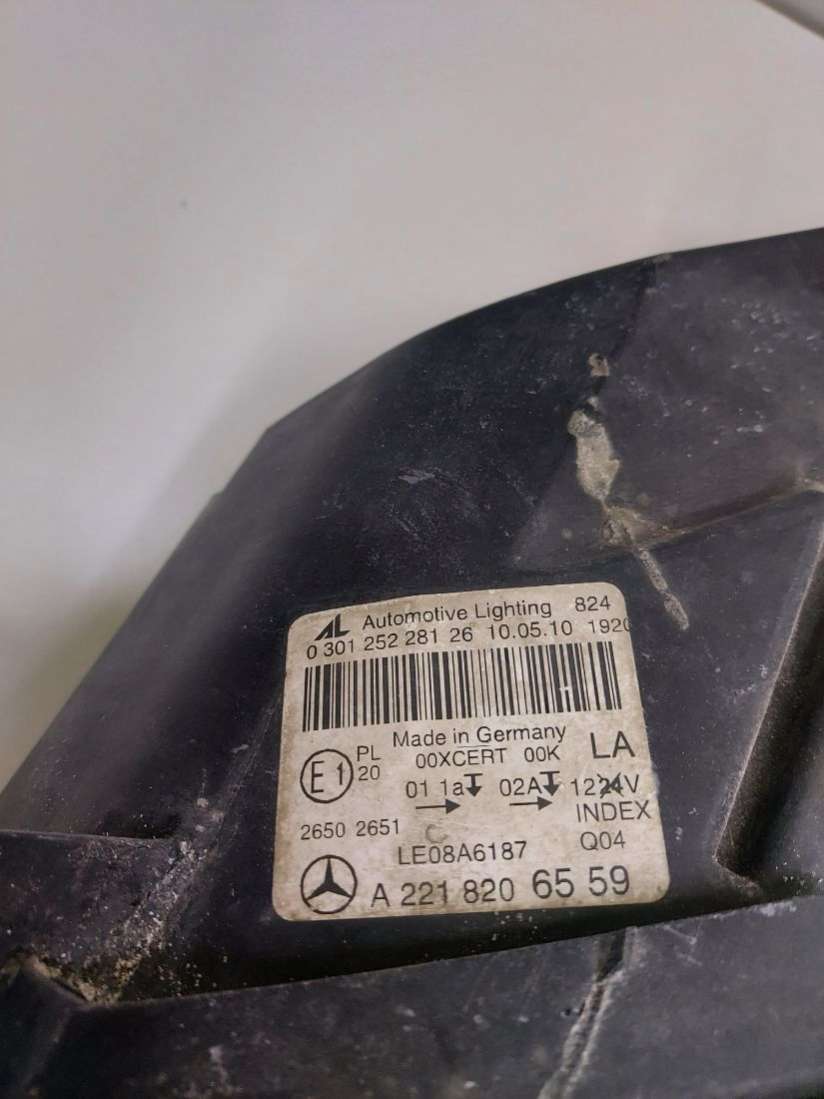 AL Automotive Lighting 824
0 301 252 281 26 10.05.10 1920
Made in Germany
00XCERT 00K LA
E1 PL 20
01 1a 02A 1224V
INDEX
2650 2651
LE08A6187 Q04
A 221 820 65 59